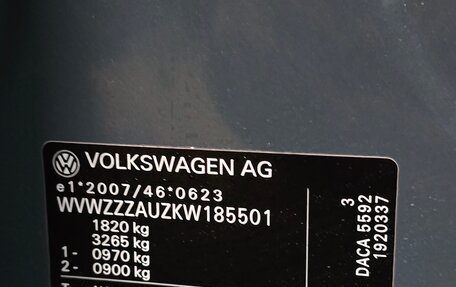 VOLKSWAGEN AG
e1*2007/46*0623
WVWZZZAUZKW185501
1820 kg
3265 kg
1- 0970 kg
2- 0900 kg
3
DACA 5592
1920337